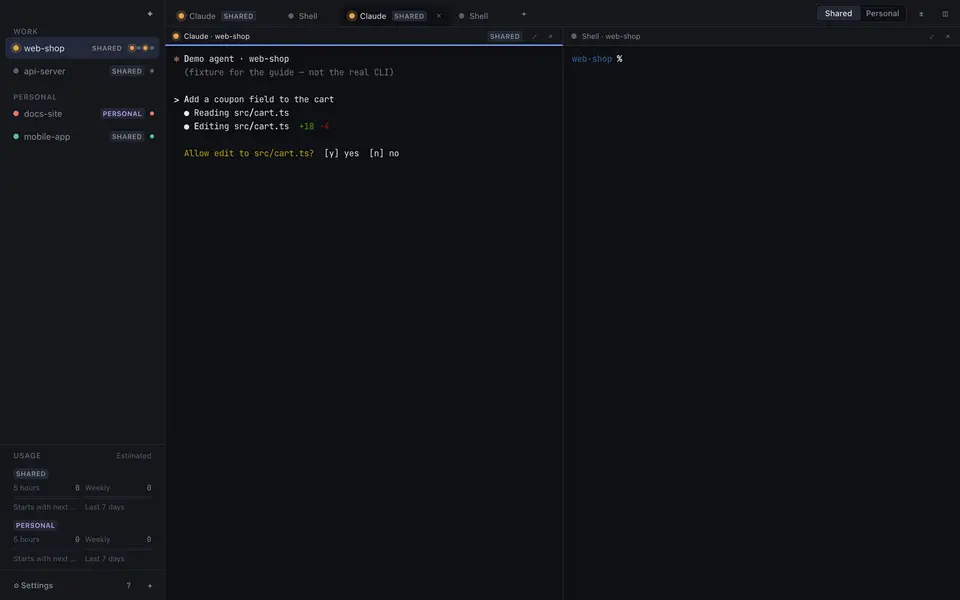 Claude SHARED Shell Claude SHARED × Shell +
Shared Personal
WORK
web-shop SHARED
api-server SHARED
PERSONAL
docs-site PERSONAL
mobile-app SHARED
Claude · web-shop SHARED ×
Demo agent · web-shop
(fixture for the guide — not the real CLI)
> Add a coupon field to the cart
● Reading src/cart.ts
● Editing src/cart.ts +18 -4
Allow edit to src/cart.ts? [y] yes [n] no
Shell · web-shop ×
web-shop %
USAGE Estimated
SHARED
5 hours 0 Weekly 0
Starts with next ... Last 7 days
PERSONAL
5 hours 0 Weekly 0
Starts with next ... Last 7 days
Settings ? +